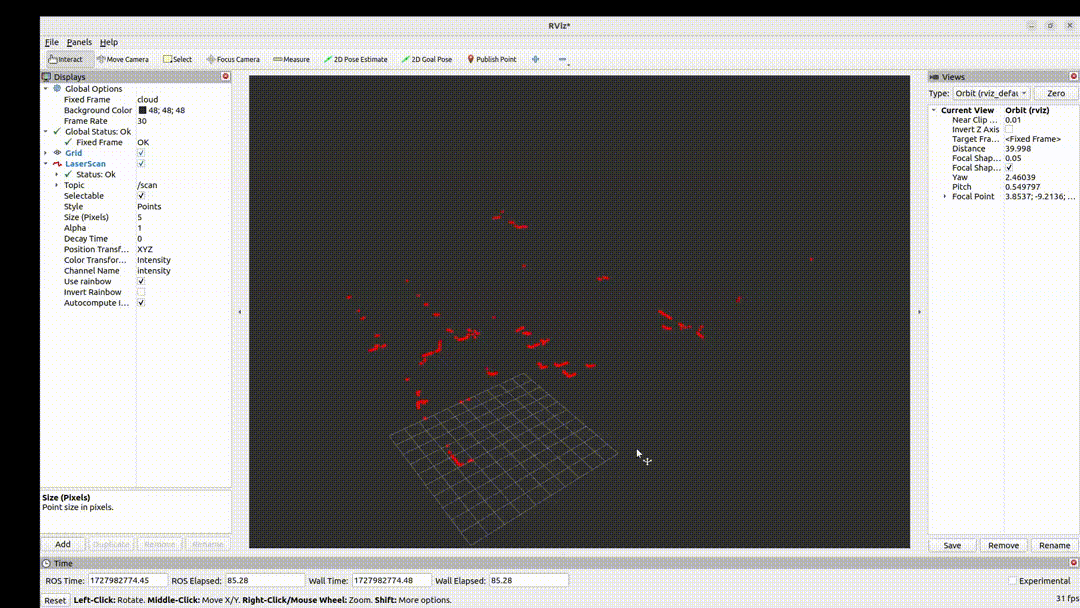 RViz*
File Panels Help
Interact Move Camera Select Focus Camera Measure 2D Pose Estimate 2D Goal Pose Publish Point
Displays
Global Options
Fixed Frame cloud
Background Color 48; 48; 48
Frame Rate 30
Global Status: Ok
Fixed Frame OK
Grid
LaserScan
Status: Ok
Topic /scan
Selectable
Style Points
Size (Pixels) 5
Alpha 1
Decay Time 0
Position Transf... XYZ
Color Transfor... Intensity
Channel Name intensity
Use rainbow
Invert Rainbow
Autocompute I...
Size (Pixels)
Point size in pixels.
Add Duplicate Remove Rename
Views
Type: Orbit (rviz_defau Zero
Current View Orbit (rviz)
Near Clip ... 0.01
Invert Z Axis
Target Fra... <Fixed Frame>
Distance 39.998
Focal Shap... 0.05
Focal Shap...
Yaw 2.46039
Pitch 0.549797
Focal Point 3.8537; -9.2136; ...
Save Remove Rename
Time
ROS Time: 1727982774.45 ROS Elapsed: 85.28 Wall Time: 1727982774.48 Wall Elapsed: 85.28 Experimental
Reset Left-Click: Rotate. Middle-Click: Move X/Y. Right-Click/Mouse Wheel: Zoom. Shift: More options. 31 fps